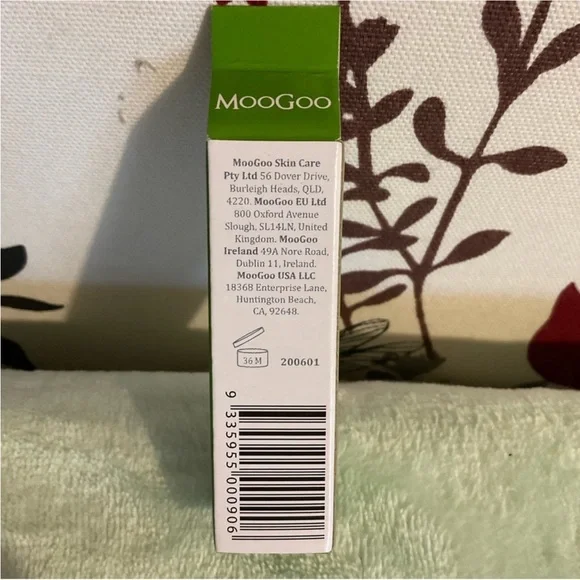 MOOGOO
MooGoo Skin Care
Pty Ltd 56 Dover Drive,
Burleigh Heads, QLD,
4220. MooGoo EU Ltd
800 Oxford Avenue
Slough, SL14LN, United
Kingdom. MooGoo
Ireland 49A Nore Road,
Dublin 11, Ireland.
MooGoo USA LLC
18368 Enterprise Lane,
Huntington Beach,
CA, 92648.
36 M 200601
9 335955 000906